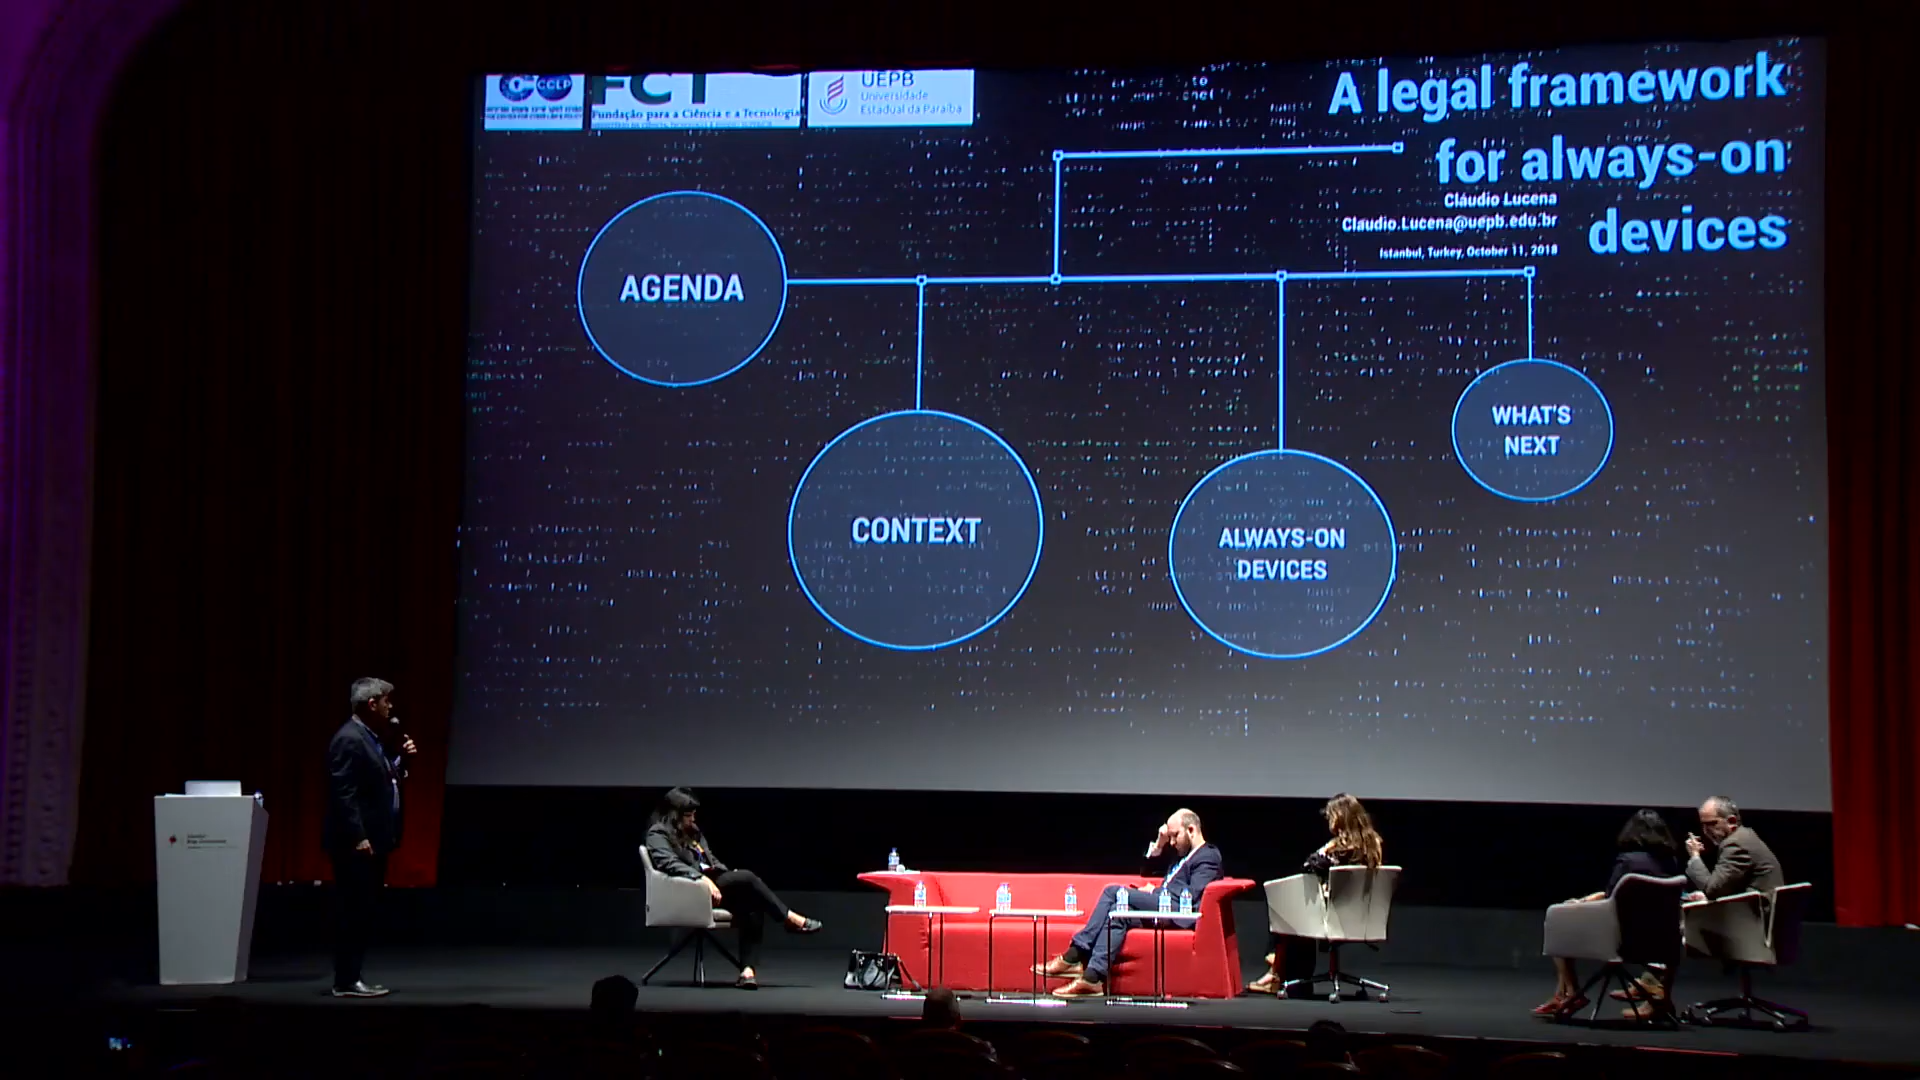 CCLP
FCT
Fundação para a Ciência e a Tecnologia
UEPB
Universidade
Estadual da Paraíba
A legal framework
for always-on
devices
Cláudio Lucena
Claudio.Lucena@uepb.edu.br
Istanbul, Turkey, October 11, 2018
AGENDA
CONTEXT
ALWAYS-ON
DEVICES
WHAT'S
NEXT